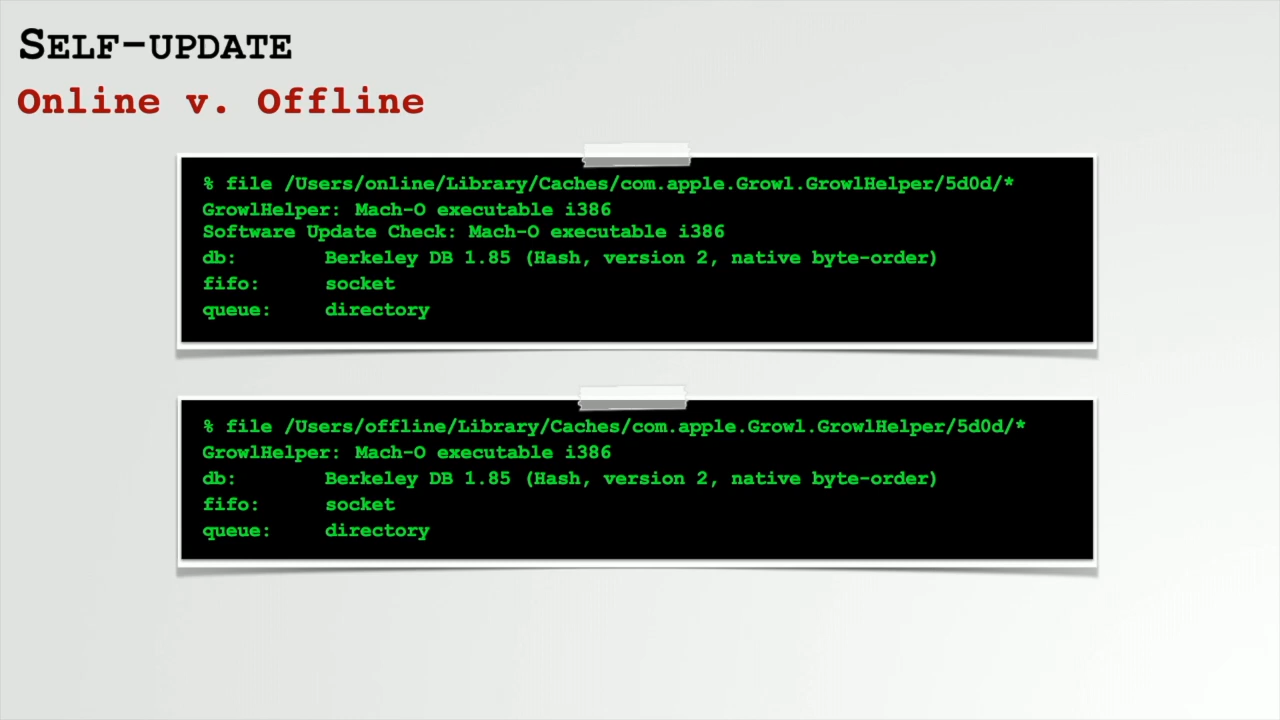 SELF-UPDATE
Online v. Offline
% file /Users/online/Library/Caches/com.apple.Growl.GrowlHelper/5d0d/*
GrowlHelper: Mach-O executable i386
Software Update Check: Mach-O executable i386
db: Berkeley DB 1.85 (Hash, version 2, native byte-order)
fifo: socket
queue: directory
% file /Users/offline/Library/Caches/com.apple.Growl.GrowlHelper/5d0d/*
GrowlHelper: Mach-O executable i386
db: Berkeley DB 1.85 (Hash, version 2, native byte-order)
fifo: socket
queue: directory